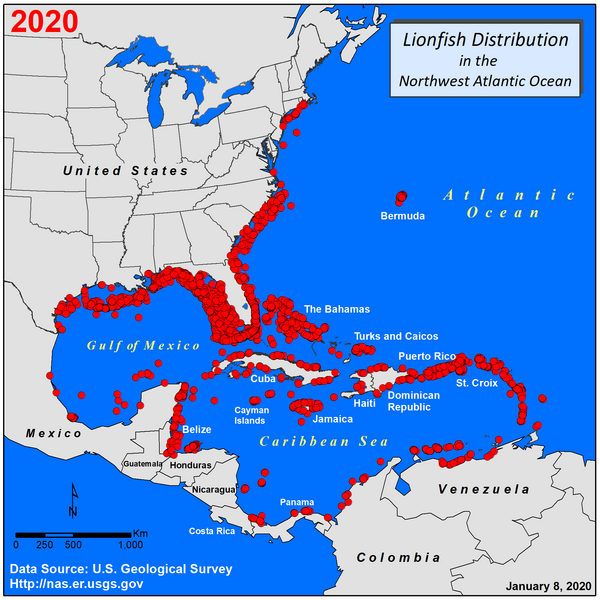 2020
Lionfish Distribution
in the
Northwest Atlantic Ocean
United States
Atlantic
Ocean
Bermuda
The Bahamas
Gulf of Mexico
Turks and Caicos
Puerto Rico
Cuba
St. Croix
Haiti
Dominican
Republic
Cayman
Islands
Jamaica
Mexico
Belize
Caribbean Sea
Guatemala
Honduras
Nicaragua
Panama
Venezuela
N
Costa Rica
Km
0 250 500 1,000
Colombia
Data Source: U.S. Geological Survey
Http://nas.er.usgs.gov
January 8, 2020